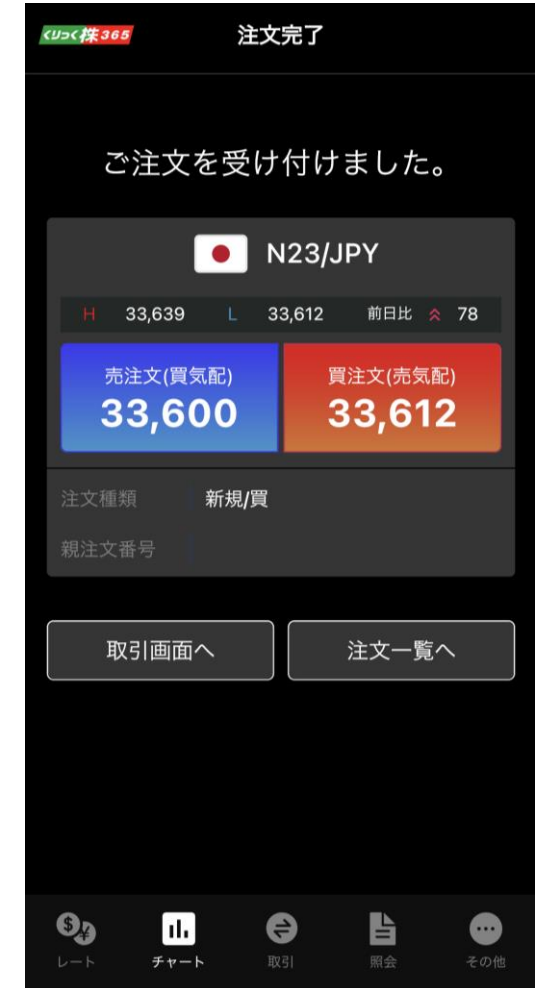 くりっく株365
注文完了
ご注文を受け付けました。
N23/JPY
H 33,639 L 33,612 前日比 78
売注文(買気配) 買注文(売気配)
33,600 33,612
注文種類 新規/買
親注文番号
取引画面へ 注文一覧へ
レート チャート 取引 照会 その他